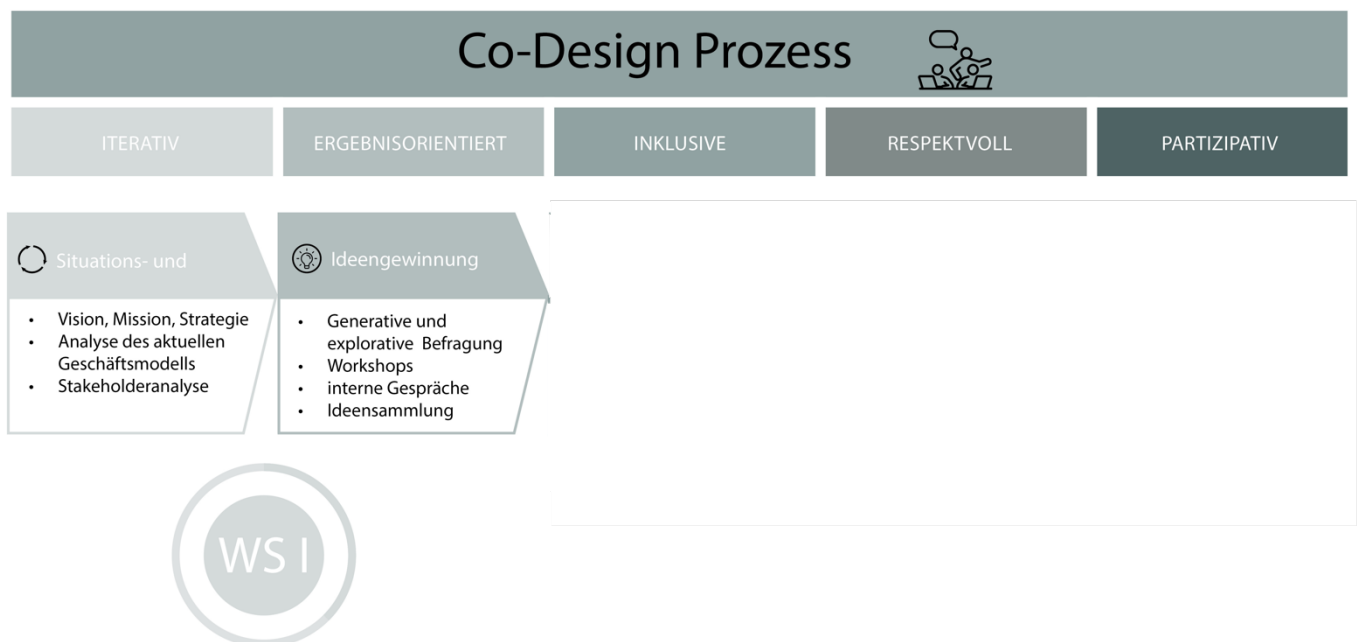 Co-Design Prozess
ITERATIV
ERGEBNISORIENTIERT
INKLUSIVE
RESPEKTVOLL
PARTIZIPATIV
Situations- und
• Vision, Mission, Strategie
• Analyse des aktuellen
Geschäftsmodells
• Stakeholderanalyse
Ideengewinnung
• Generative und
explorative Befragung
• Workshops
• interne Gespräche
• Ideensammlung
WS I